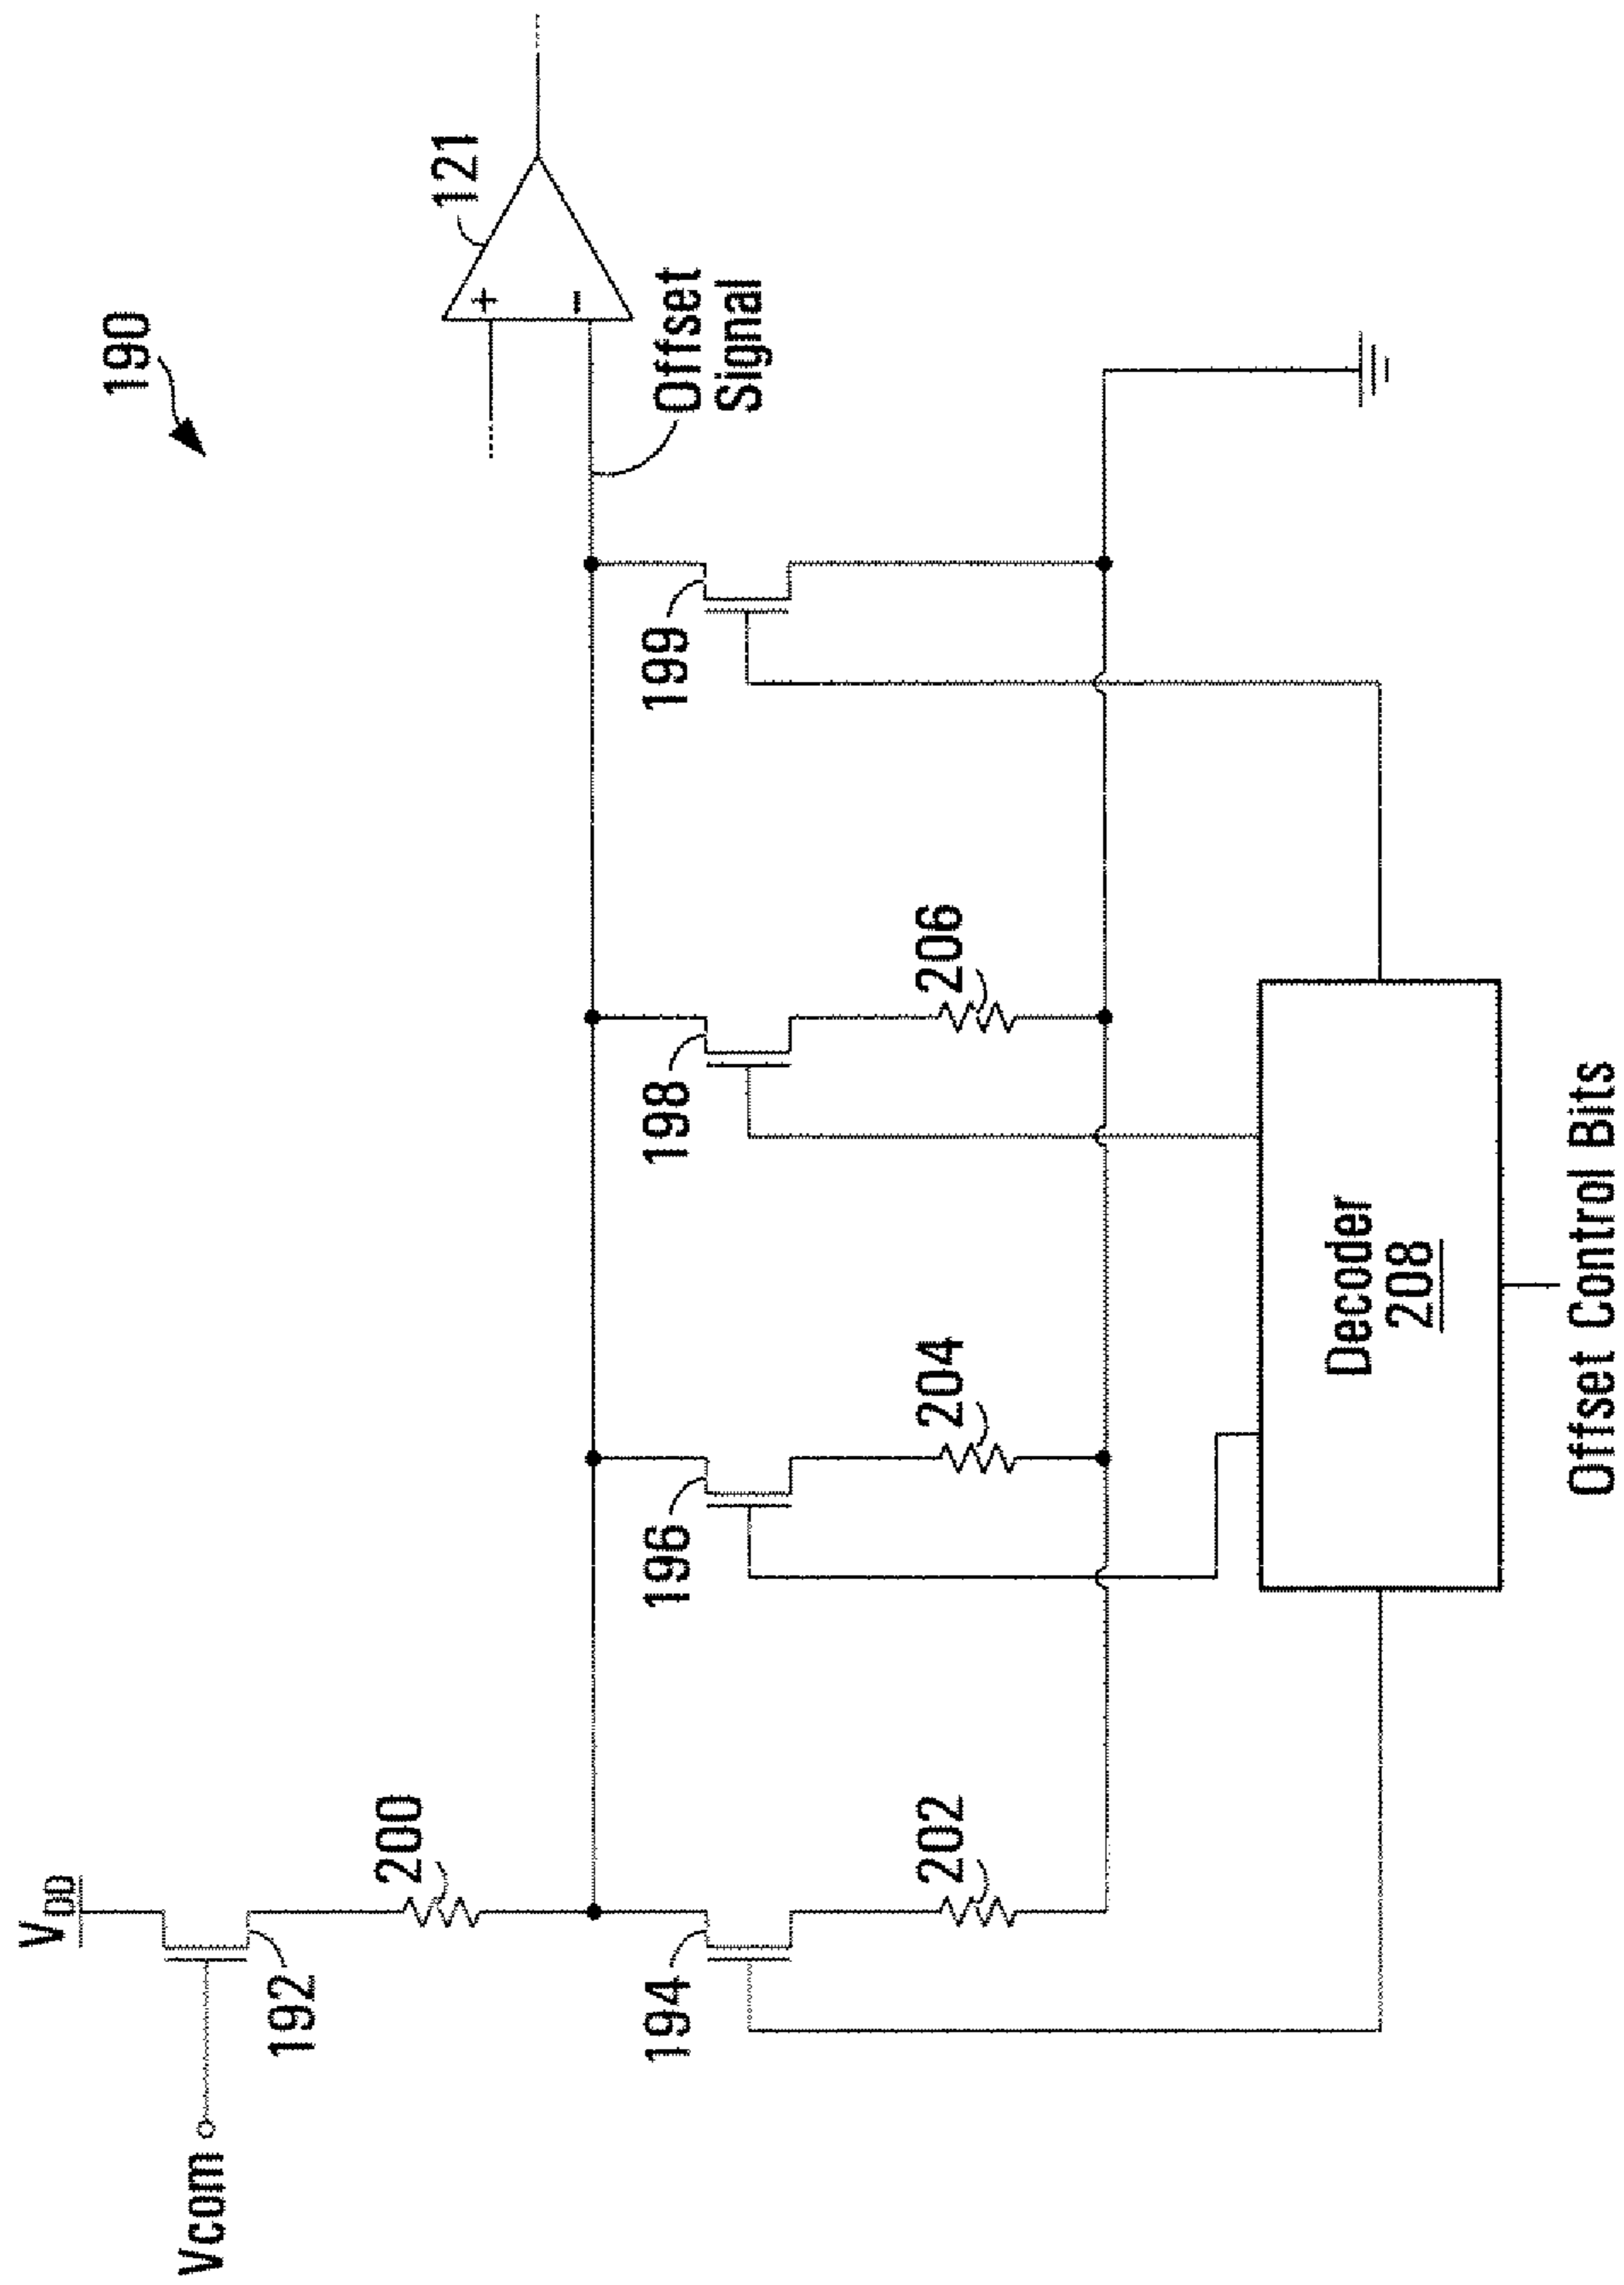 190
121
+
-
Offset
Signal
V_DD
Vcom
192
200
194
196
198
199
202
204
206
Decoder
208
Offset Control Bits